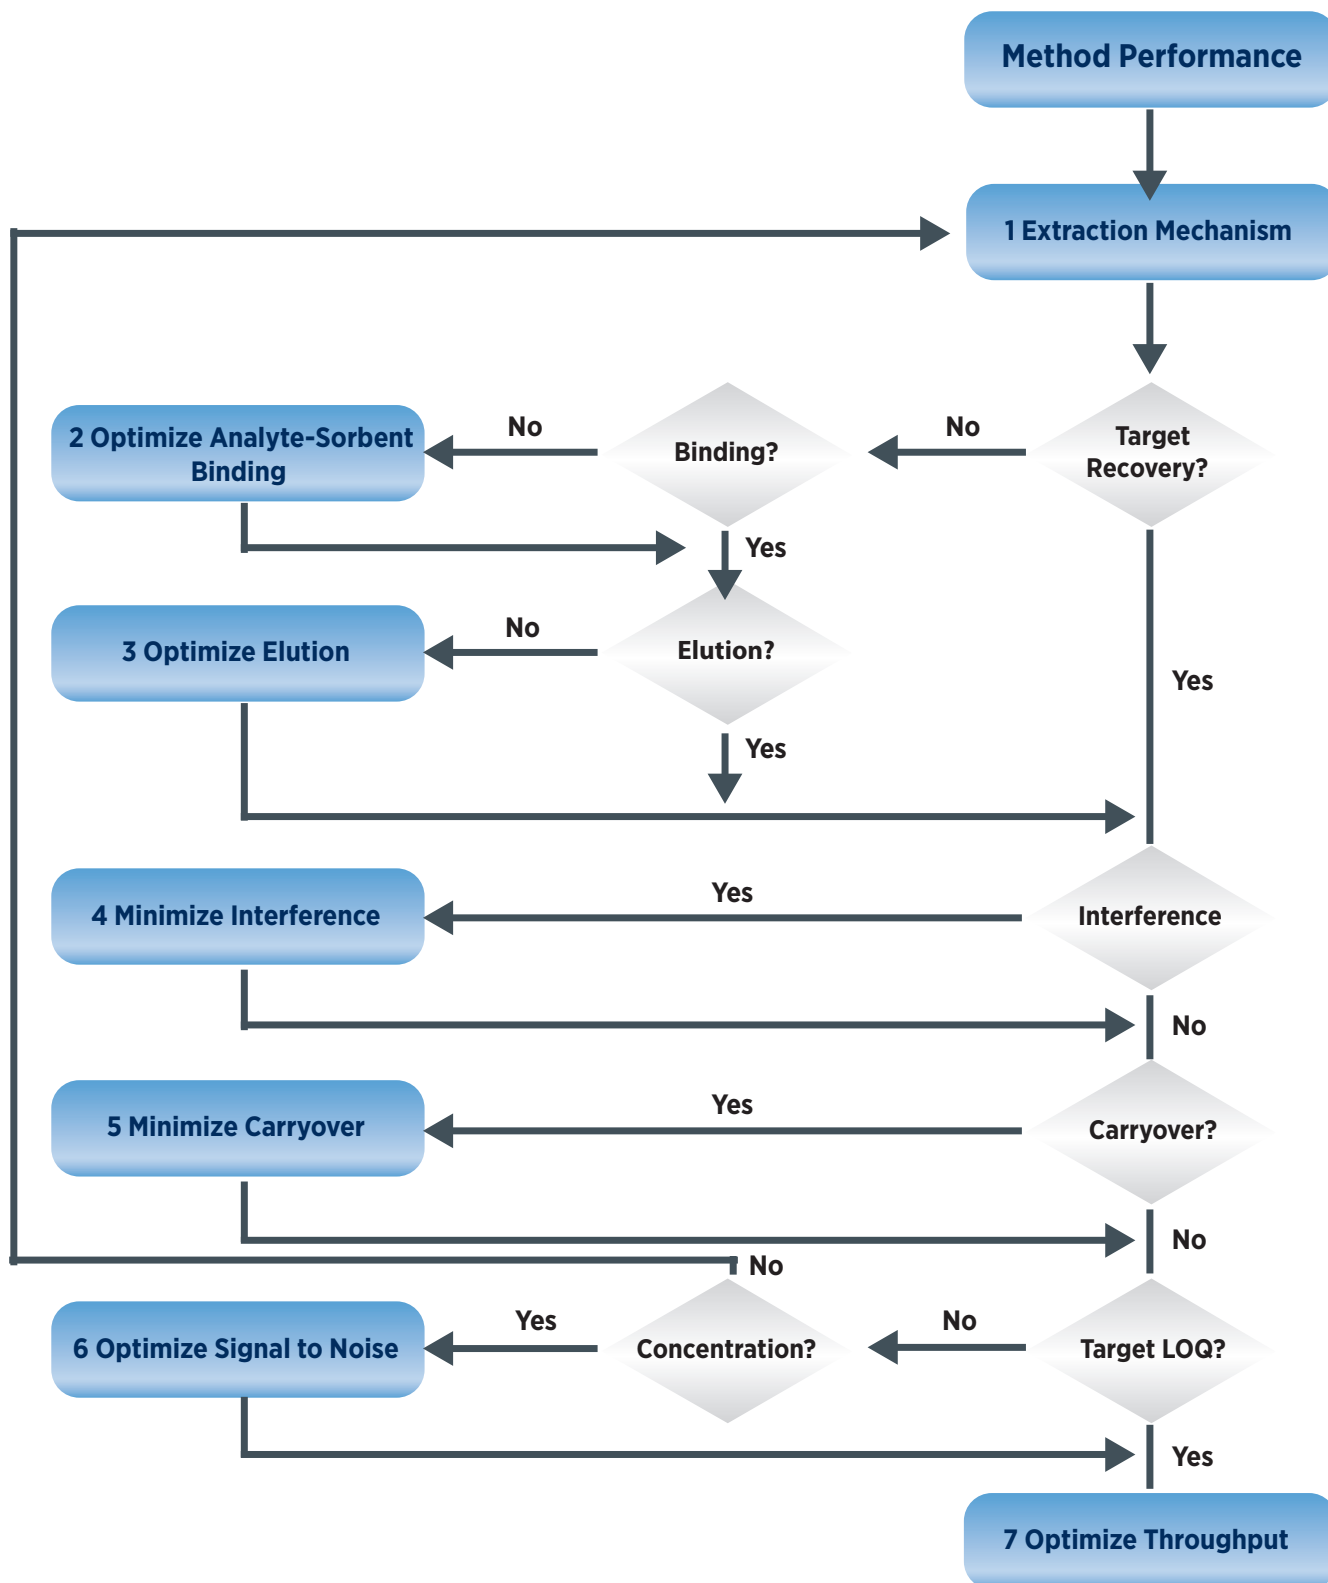 Method Performance
1 Extraction Mechanism
2 Optimize Analyte-Sorbent
Binding
No
Binding?
No
Target
Recovery?
Yes
3 Optimize Elution
No
Elution?
Yes
Yes
4 Minimize Interference
Yes
Interference
No
5 Minimize Carryover
Yes
Carryover?
No
No
6 Optimize Signal to Noise
Yes
Concentration?
No
Target LOQ?
Yes
7 Optimize Throughput